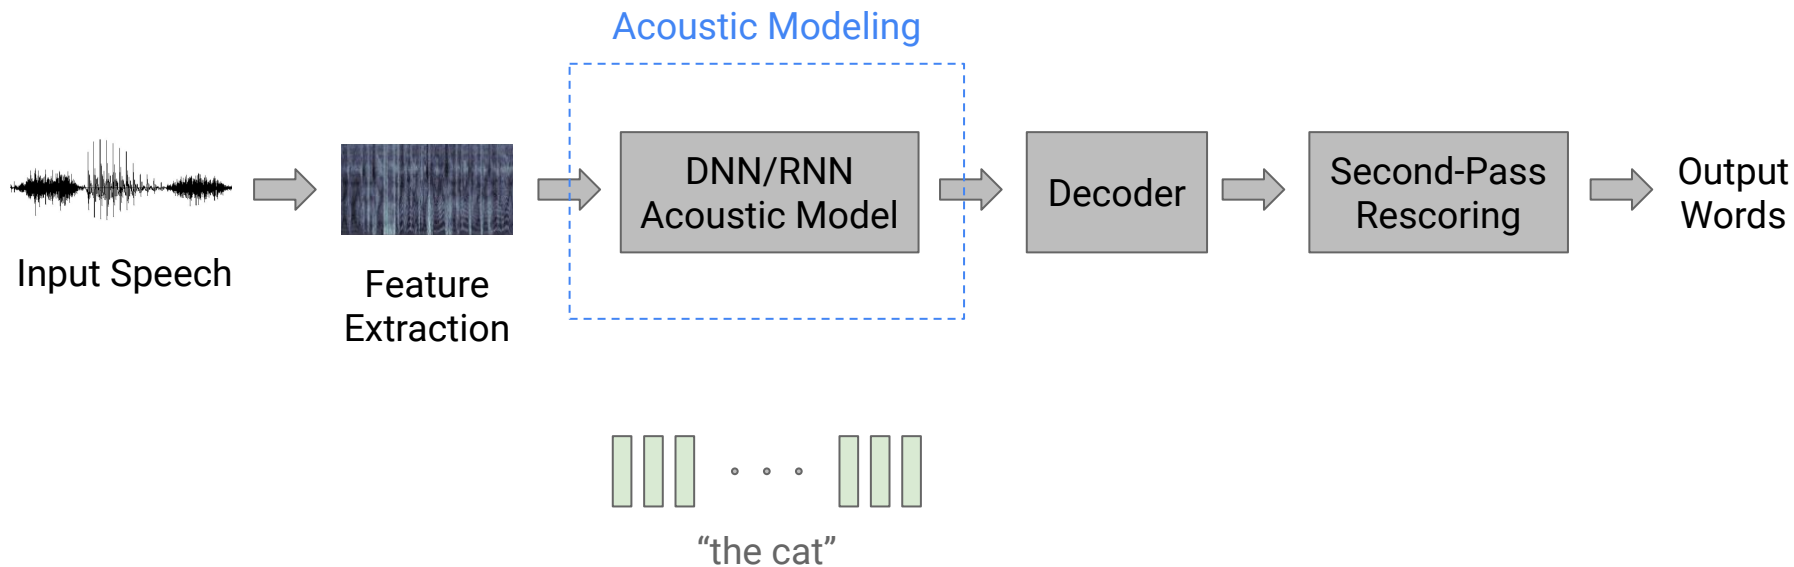 Acoustic Modeling
Input Speech
Feature
Extraction
DNN/RNN
Acoustic Model
Decoder
Second-Pass
Rescoring
Output
Words
“the cat”